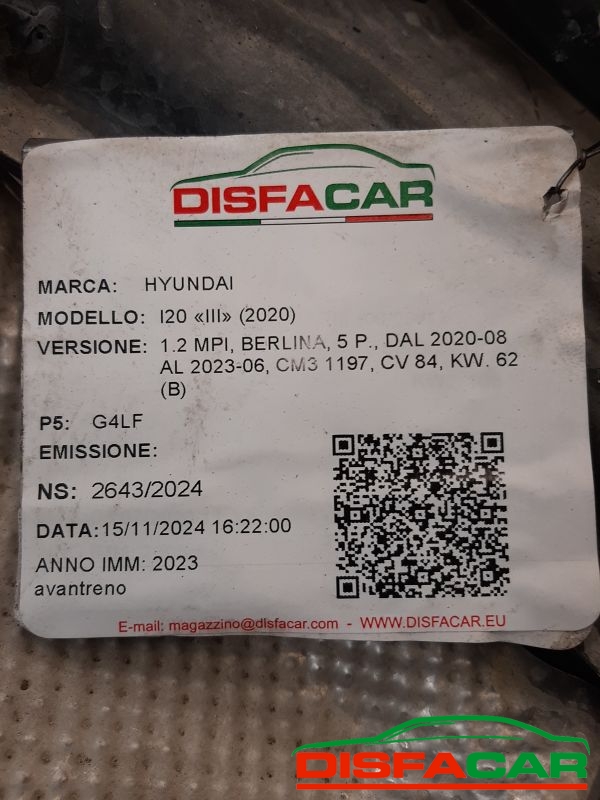 DISFACAR
MARCA: HYUNDAI
MODELLO: I20 «III» (2020)
VERSIONE: 1.2 MPI, BERLINA, 5 P., DAL 2020-08
AL 2023-06, CM3 1197, CV 84, KW. 62
(B)
P5: G4LF
EMISSIONE:
NS: 2643/2024
DATA:15/11/2024 16:22:00
ANNO IMM: 2023
avantreno
E-mail: magazzino@disfacar.com - WWW.DISFACAR.EU
DISFACAR